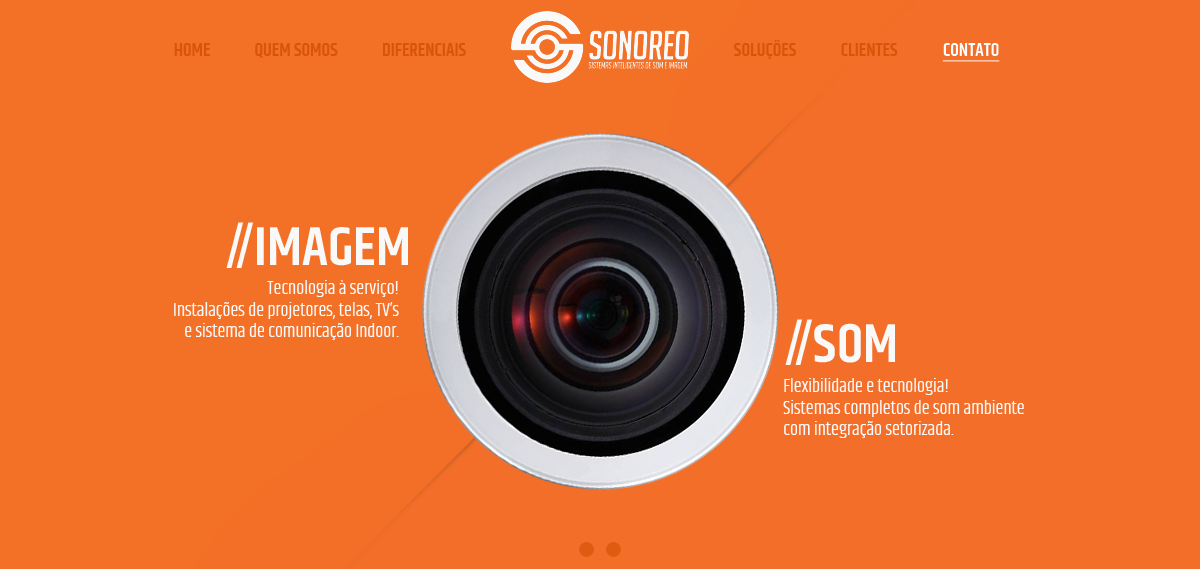 HOME QUEM SOMOS DIFERENCIAIS SONOREO SOLUÇÕES CLIENTES CONTATO
SISTEMAS INTELIGENTES DE SOM E IMAGEM
//IMAGEM
Tecnologia à serviço!
Instalações de projetores, telas, TV's
e sistema de comunicação Indoor.
//SOM
Flexibilidade e tecnologia!
Sistemas completos de som ambiente
com integração setorizada.